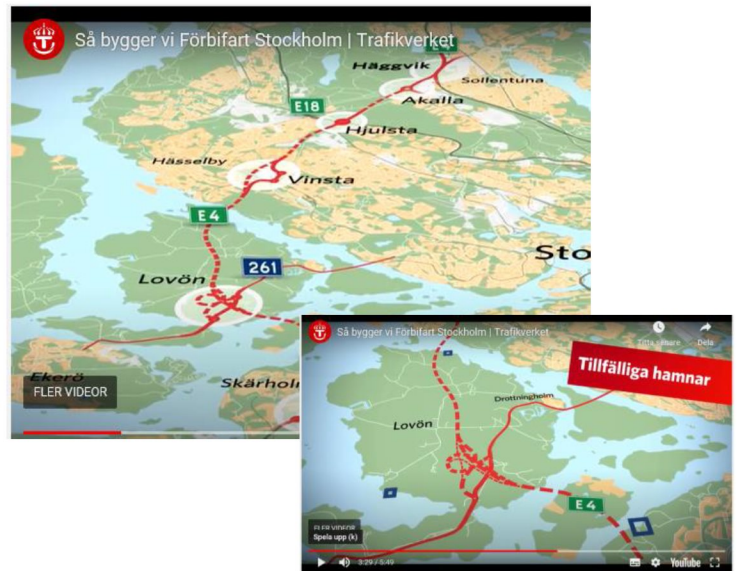 Så bygger vi Förbifart Stockholm | Trafikverket
E4
Häggvik
Sollentuna
Akalla
E18
Hjulsta
Hässelby
Vinsta
E4
Sto
261
Lovön
Ekerö
Skärhol
FLER VIDEOR
Så bygger vi Förbifart Stockholm | Trafikverket
Titta senare
Dela
Tillfälliga hamnar
Drottningholm
Lovön
E4
FLER VIDEOR
Spela upp (k)
3:29 / 5:49
YouTube